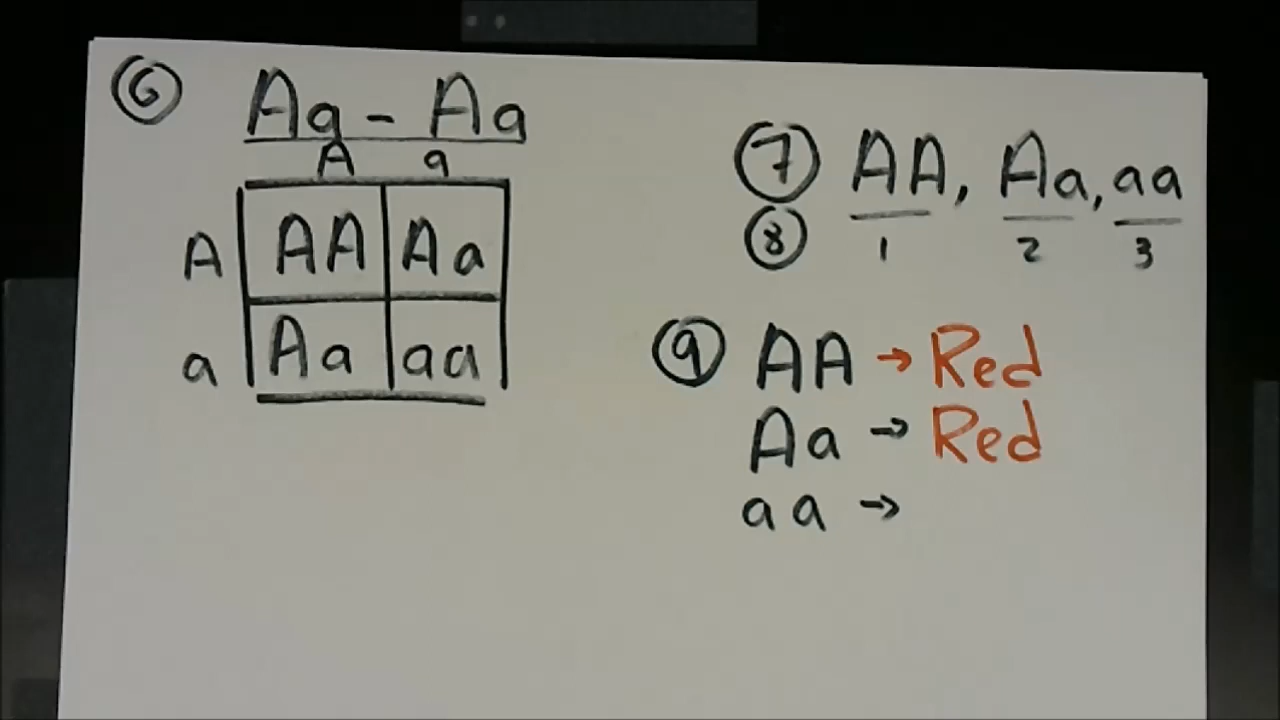 ⑥ Aa - Aa
A a
A AA Aa
a Aa aa
⑦ AA, Aa, aa
⑧ 1 2 3
⑨ AA → Red
Aa → Red
aa →